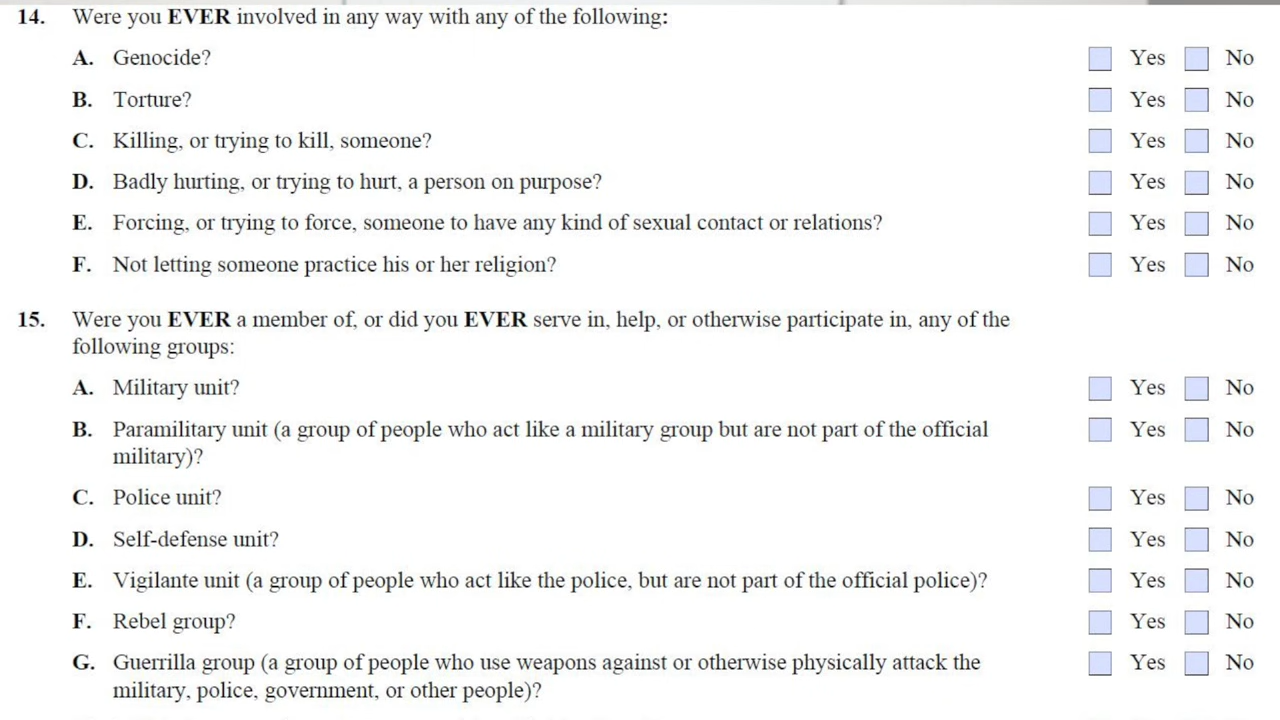 14. Were you EVER involved in any way with any of the following:
A. Genocide? Yes No
B. Torture? Yes No
C. Killing, or trying to kill, someone? Yes No
D. Badly hurting, or trying to hurt, a person on purpose? Yes No
E. Forcing, or trying to force, someone to have any kind of sexual contact or relations? Yes No
F. Not letting someone practice his or her religion? Yes No
15. Were you EVER a member of, or did you EVER serve in, help, or otherwise participate in, any of the
following groups:
A. Military unit? Yes No
B. Paramilitary unit (a group of people who act like a military group but are not part of the official Yes No
military)?
C. Police unit? Yes No
D. Self-defense unit? Yes No
E. Vigilante unit (a group of people who act like the police, but are not part of the official police)? Yes No
F. Rebel group? Yes No
G. Guerrilla group (a group of people who use weapons against or otherwise physically attack the Yes No
military, police, government, or other people)?